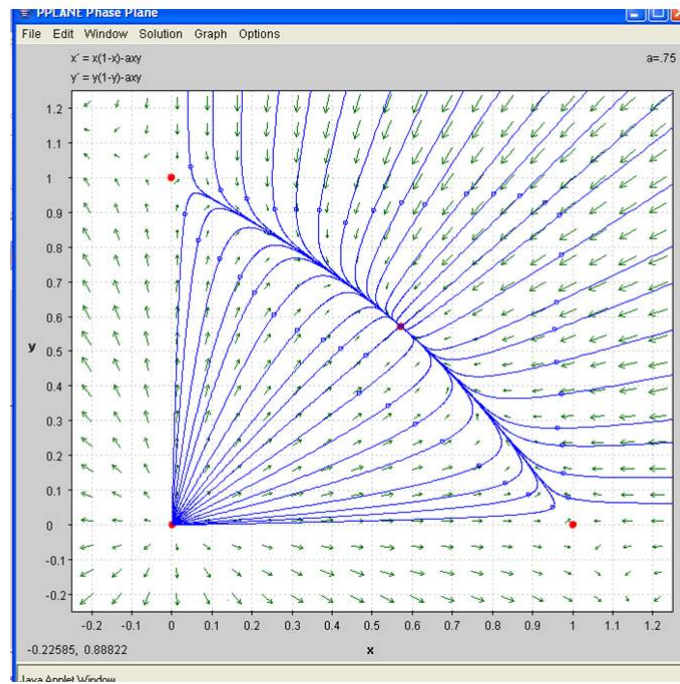 PPLANE Phase Plane
File Edit Window Solution Graph Options
x´ = x(1-x)-axy
a=.75
y´ = y(1-y)-axy
1.2
1.1
1
0.9
0.8
0.7
0.6
0.5
y
0.4
0.3
0.2
0.1
0
-0.1
-0.2
-0.2 -0.1 0 0.1 0.2 0.3 0.4 0.5 0.6 0.7 0.8 0.9 1 1.1 1.2
-0.22585, 0.88822
x
Java Applet Window